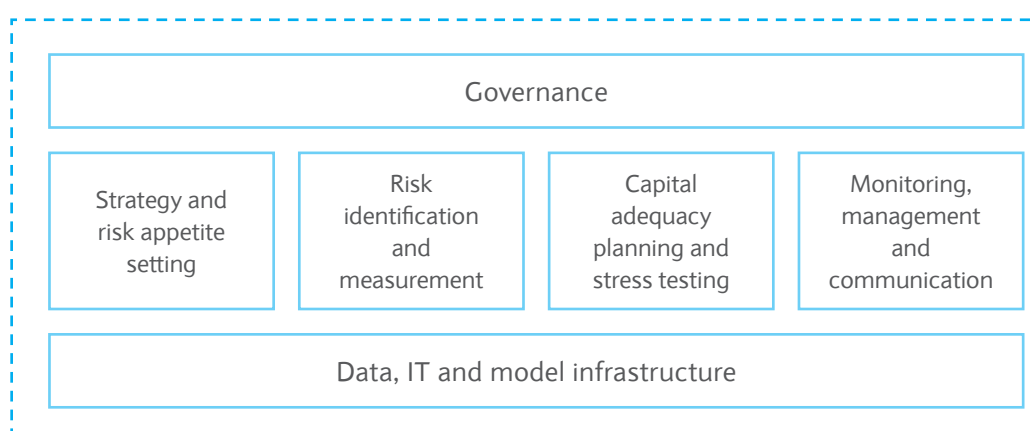 Governance
Strategy and
risk appetite
setting
Risk
identification
and
measurement
Capital
adequacy
planning and
stress testing
Monitoring,
management
and
communication
Data, IT and model infrastructure